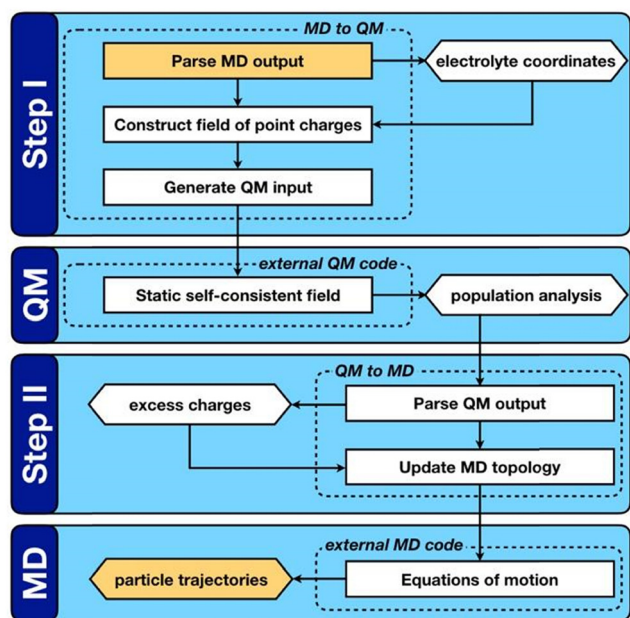 Step I
MD to QM
Parse MD output
electrolyte coordinates
Construct field of point charges
Generate QM input
QM
external QM code
Static self-consistent field
population analysis
Step II
QM to MD
excess charges
Parse QM output
Update MD topology
MD
external MD code
particle trajectories
Equations of motion